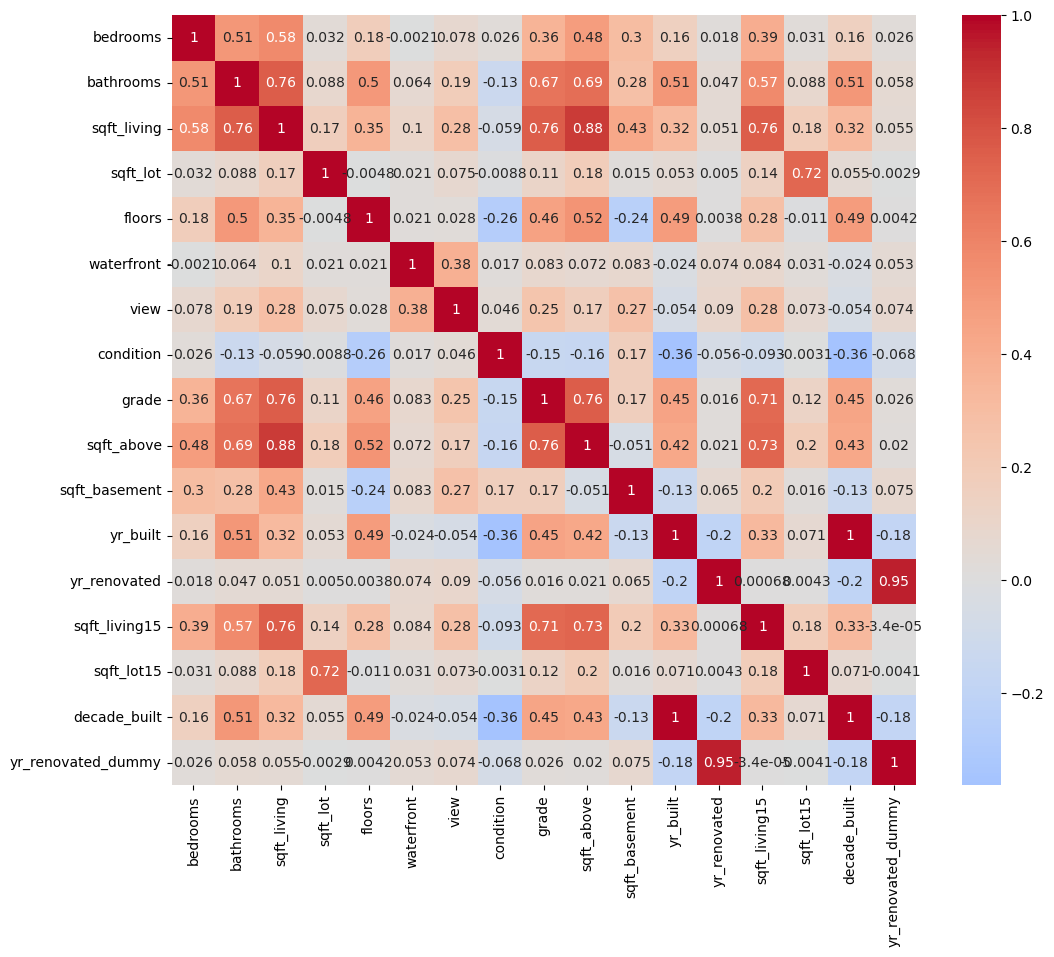 bedrooms 1 0.51 0.58 0.032 0.18 -0.0021 0.078 0.026 0.36 0.48 0.3 0.16 0.018 0.39 0.031 0.16 0.026
bathrooms 0.51 1 0.76 0.088 0.5 0.064 0.19 -0.13 0.67 0.69 0.28 0.51 0.047 0.57 0.088 0.51 0.058
sqft_living 0.58 0.76 1 0.17 0.35 0.1 0.28 -0.059 0.76 0.88 0.43 0.32 0.051 0.76 0.18 0.32 0.055
sqft_lot 0.032 0.088 0.17 1 -0.0048 0.021 0.075 -0.0088 0.11 0.18 0.015 0.053 0.005 0.14 0.72 0.055 -0.0029
floors 0.18 0.5 0.35 -0.0048 1 0.021 0.028 -0.26 0.46 0.52 -0.24 0.49 0.0038 0.28 -0.011 0.49 0.0042
waterfront -0.0021 0.064 0.1 0.021 0.021 1 0.38 0.017 0.083 0.072 0.083 -0.024 0.074 0.084 0.031 -0.024 0.053
view 0.078 0.19 0.28 0.075 0.028 0.38 1 0.046 0.25 0.17 0.27 -0.054 0.09 0.28 0.073 -0.054 0.074
condition 0.026 -0.13 -0.059 -0.0088 -0.26 0.017 0.046 1 -0.15 -0.16 0.17 -0.36 -0.056 -0.093 -0.0031 -0.36 -0.068
grade 0.36 0.67 0.76 0.11 0.46 0.083 0.25 -0.15 1 0.76 0.17 0.45 0.016 0.71 0.12 0.45 0.026
sqft_above 0.48 0.69 0.88 0.18 0.52 0.072 0.17 -0.16 0.76 1 -0.051 0.42 0.021 0.73 0.2 0.43 0.02
sqft_basement 0.3 0.28 0.43 0.015 -0.24 0.083 0.27 0.17 0.17 -0.051 1 -0.13 0.065 0.2 0.016 -0.13 0.075
yr_built 0.16 0.51 0.32 0.053 0.49 -0.024 -0.054 -0.36 0.45 0.42 -0.13 1 -0.2 0.33 0.071 1 -0.18
yr_renovated 0.018 0.047 0.051 0.005 0.0038 0.074 0.09 -0.056 0.016 0.021 0.065 -0.2 1 0.00068 0.0043 -0.2 0.95
sqft_living15 0.39 0.57 0.76 0.14 0.28 0.084 0.28 -0.093 0.71 0.73 0.2 0.33 0.00068 1 0.18 0.33 -3.4e-05
sqft_lot15 0.031 0.088 0.18 0.72 -0.011 0.031 0.073 -0.0031 0.12 0.2 0.016 0.071 0.0043 0.18 1 0.071 -0.0041
decade_built 0.16 0.51 0.32 0.055 0.49 -0.024 -0.054 -0.36 0.45 0.43 -0.13 1 -0.2 0.33 0.071 1 -0.18
yr_renovated_dummy 0.026 0.058 0.055 -0.0029 0.0042 0.053 0.074 -0.068 0.026 0.02 0.075 -0.18 0.95 -3.4e-05 -0.0041 -0.18 1
bedrooms
bathrooms
sqft_living
sqft_lot
floors
waterfront
view
condition
grade
sqft_above
sqft_basement
yr_built
yr_renovated
sqft_living15
sqft_lot15
decade_built
yr_renovated_dummy
1.0
0.8
0.6
0.4
0.2
0.0
−0.2